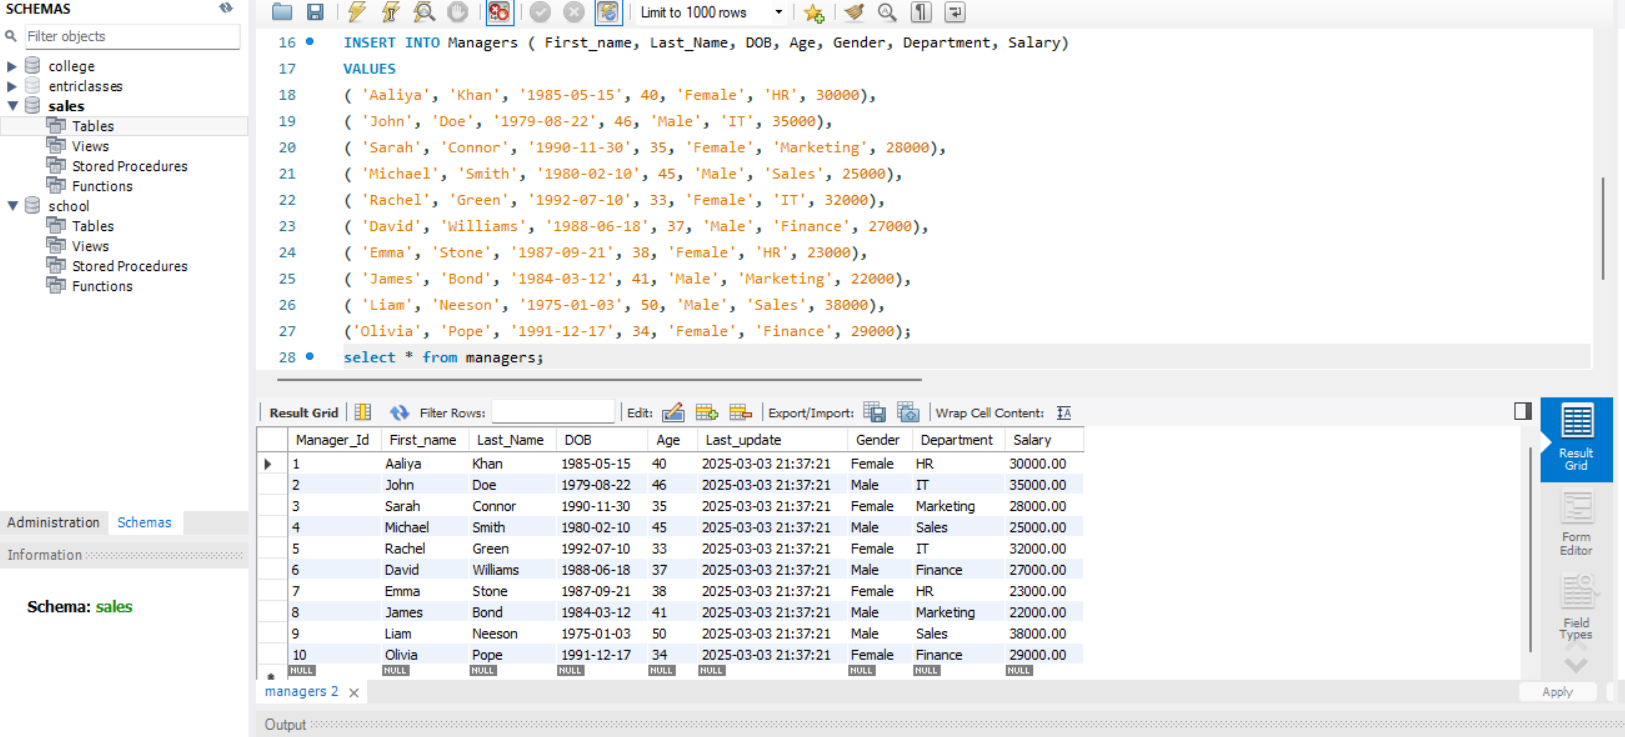 SCHEMAS
Filter objects
college
entriclasses
sales
Tables
Views
Stored Procedures
Functions
school
Tables
Views
Stored Procedures
Functions
Administration Schemas
Information
Schema: sales
Limit to 1000 rows
16 INSERT INTO Managers ( First_name, Last_Name, DOB, Age, Gender, Department, Salary)
17 VALUES
18 ( 'Aaliya', 'Khan', '1985-05-15', 40, 'Female', 'HR', 30000),
19 ( 'John', 'Doe', '1979-08-22', 46, 'Male', 'IT', 35000),
20 ( 'Sarah', 'Connor', '1990-11-30', 35, 'Female', 'Marketing', 28000),
21 ( 'Michael', 'Smith', '1980-02-10', 45, 'Male', 'Sales', 25000),
22 ( 'Rachel', 'Green', '1992-07-10', 33, 'Female', 'IT', 32000),
23 ( 'David', 'Williams', '1988-06-18', 37, 'Male', 'Finance', 27000),
24 ( 'Emma', 'Stone', '1987-09-21', 38, 'Female', 'HR', 23000),
25 ( 'James', 'Bond', '1984-03-12', 41, 'Male', 'Marketing', 22000),
26 ( 'Liam', 'Neeson', '1975-01-03', 50, 'Male', 'Sales', 38000),
27 ('Olivia', 'Pope', '1991-12-17', 34, 'Female', 'Finance', 29000);
28 select * from managers;
Result Grid Filter Rows: Edit: Export/Import: Wrap Cell Content: IA
Manager_Id First_name Last_Name DOB Age Last_update Gender Department Salary
1 Aaliya Khan 1985-05-15 40 2025-03-03 21:37:21 Female HR 30000.00
2 John Doe 1979-08-22 46 2025-03-03 21:37:21 Male IT 35000.00
3 Sarah Connor 1990-11-30 35 2025-03-03 21:37:21 Female Marketing 28000.00
4 Michael Smith 1980-02-10 45 2025-03-03 21:37:21 Male Sales 25000.00
5 Rachel Green 1992-07-10 33 2025-03-03 21:37:21 Female IT 32000.00
6 David Williams 1988-06-18 37 2025-03-03 21:37:21 Male Finance 27000.00
7 Emma Stone 1987-09-21 38 2025-03-03 21:37:21 Female HR 23000.00
8 James Bond 1984-03-12 41 2025-03-03 21:37:21 Male Marketing 22000.00
9 Liam Neeson 1975-01-03 50 2025-03-03 21:37:21 Male Sales 38000.00
10 Olivia Pope 1991-12-17 34 2025-03-03 21:37:21 Female Finance 29000.00
NULL NULL NULL NULL NULL NULL NULL NULL NULL
Result
Grid
Form
Editor
Field
Types
managers 2
Apply
Output